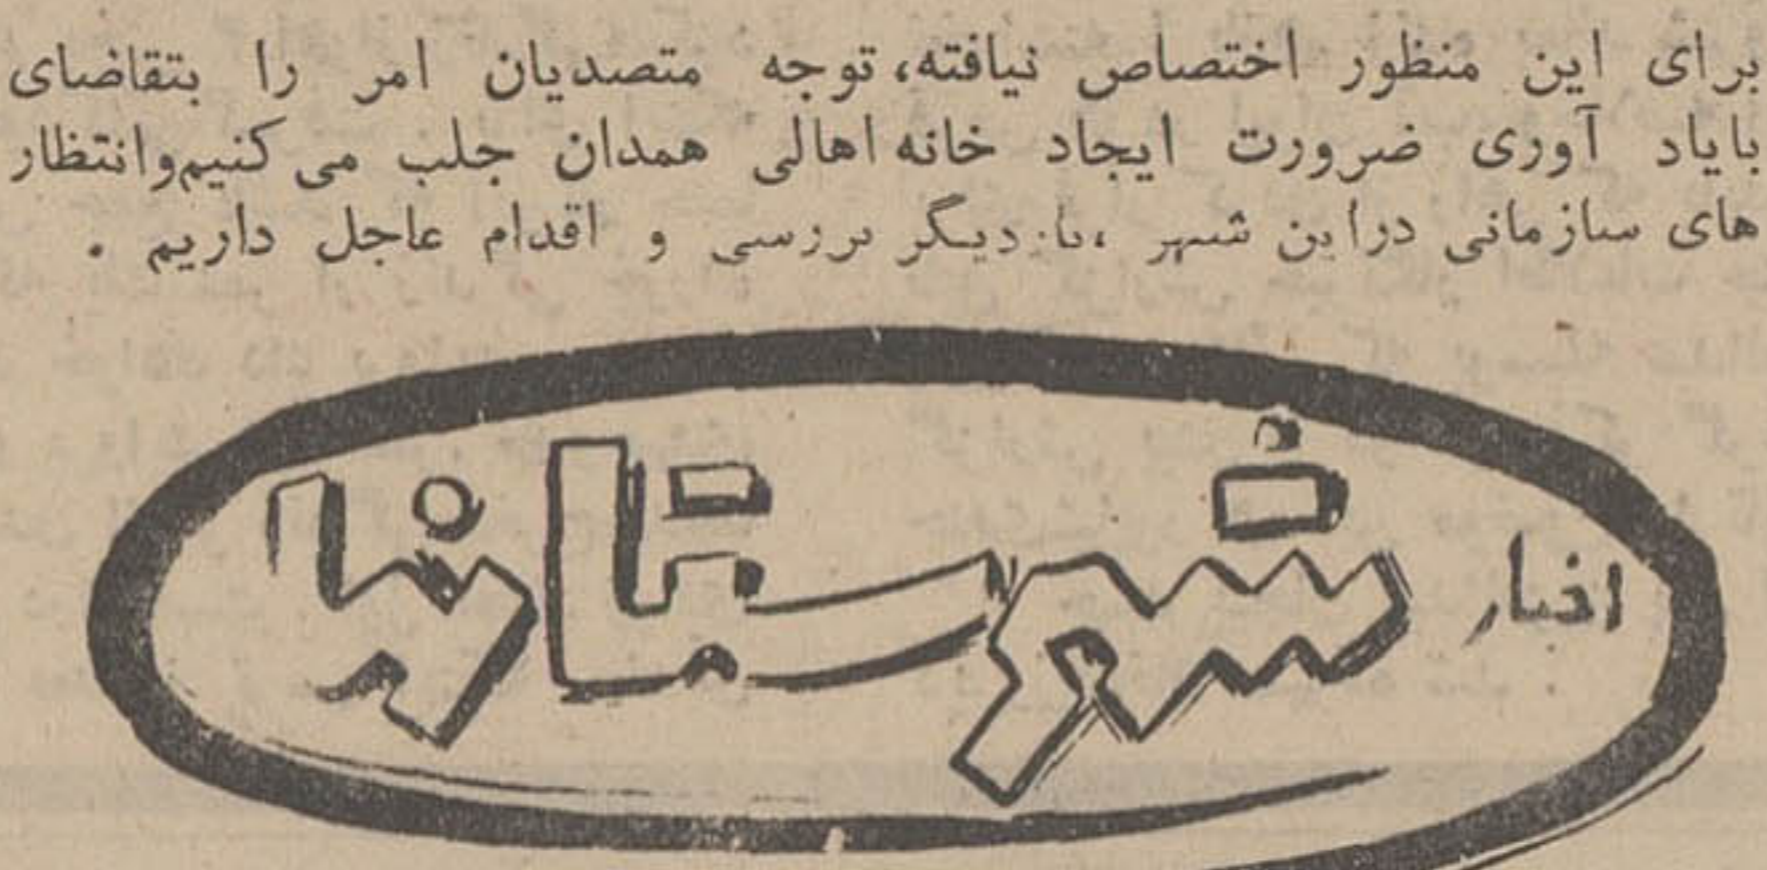 برای این منظور اختصاص نیافته، توجه متصدیان امر را بتقاضای
بایاد آوری ضرورت ایجاد خانه اهالی همدان جلب می کنیم وانتظار
های سازمانی دراین شهر ،بار دیگر بررسی و اقدام عاجل داریم .
اخبار شهرستانها